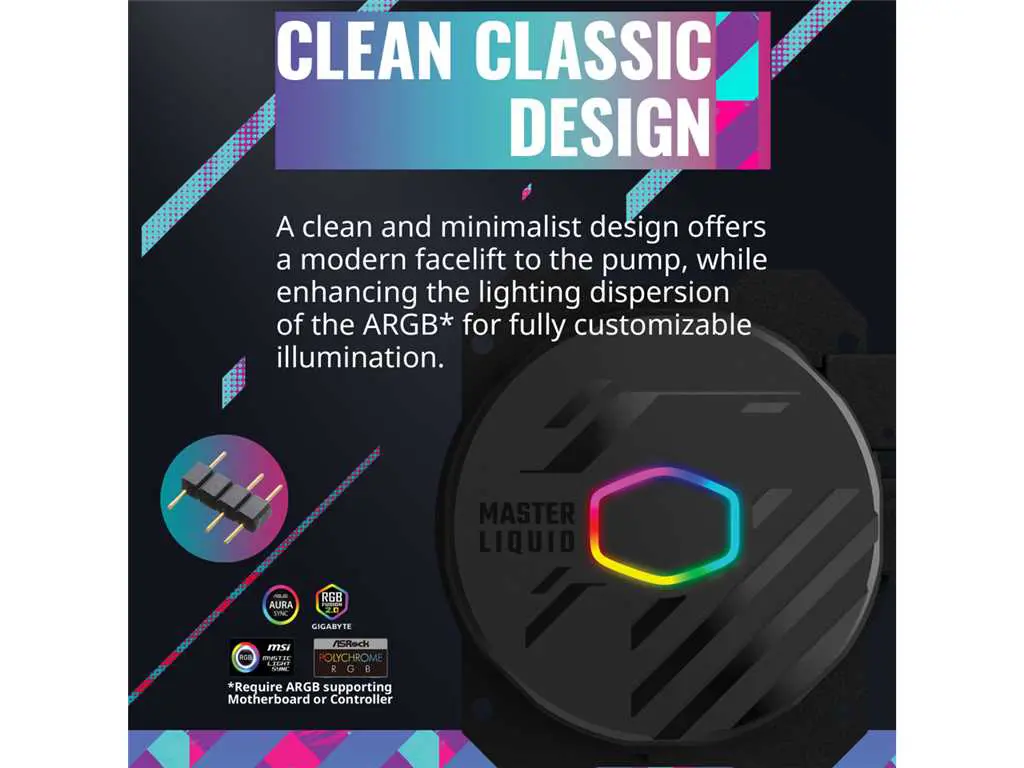 CLEAN CLASSIC
DESIGN
A clean and minimalist design offers
a modern facelift to the pump, while
enhancing the lighting dispersion
of the ARGB* for fully customizable
illumination.
MASTER
LIQUID
ASUS
AURA
SYNC
RGB
FUSION
2.0
GIGABYTE
RGB
msi
MYSTIC
LIGHT
SYNC
ASRock
POLYCHROME
RGB
*Require ARGB supporting
Motherboard or Controller